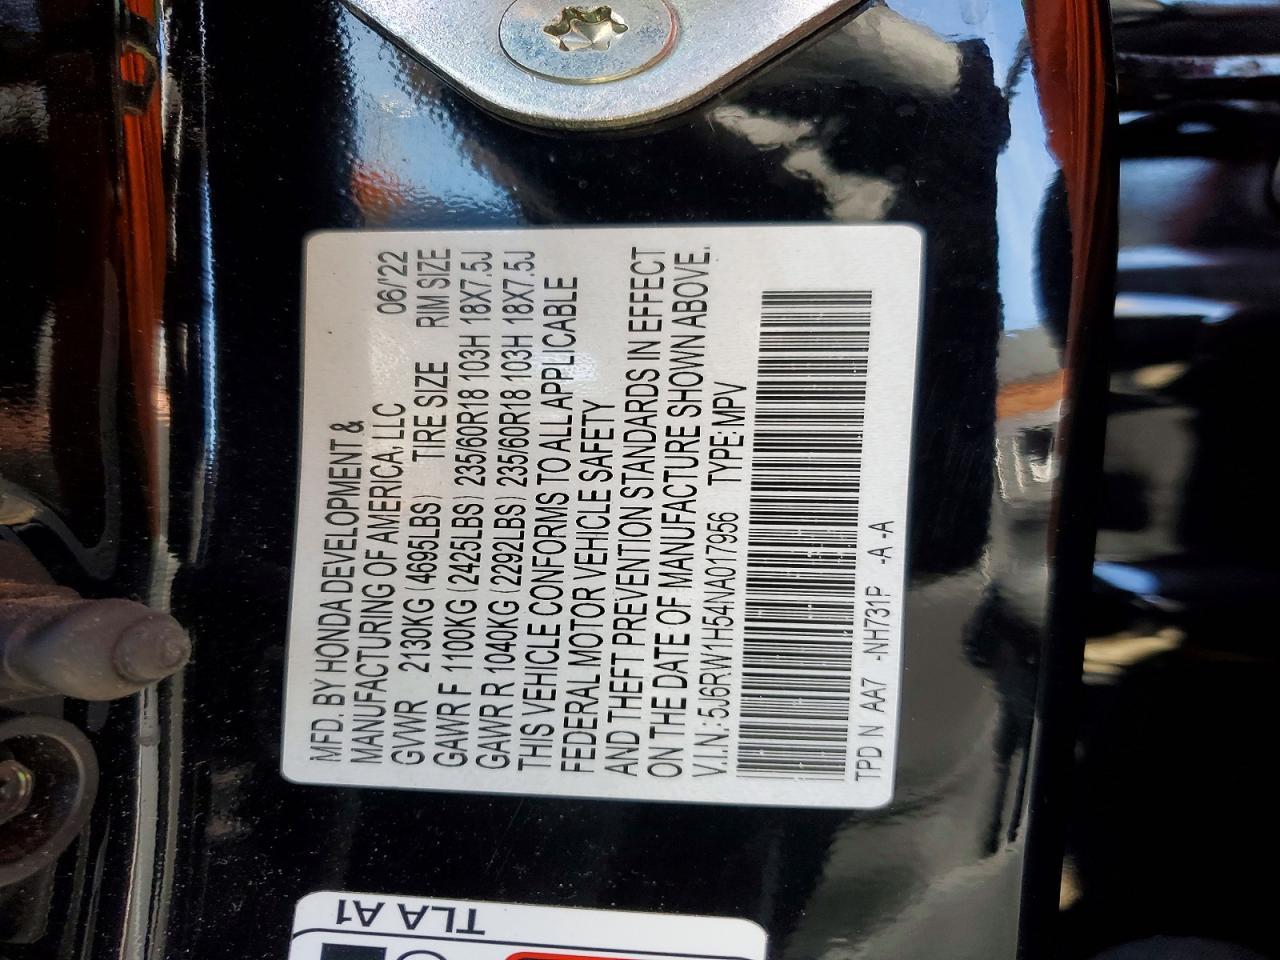 MFD. BY HONDA DEVELOPMENT &
MANUFACTURING OF AMERICA, LLC 06/'22
GVWR 2130KG (4695LBS) TIRE SIZE RIM SIZE
GAWR F 1100KG (2425LBS) 235/60R18 103H 18X7.5J
GAWR R 1040KG (2292LBS) 235/60R18 103H 18X7.5J
THIS VEHICLE CONFORMS TO ALL APPLICABLE
FEDERAL MOTOR VEHICLE SAFETY
AND THEFT PREVENTION STANDARDS IN EFFECT
ON THE DATE OF MANUFACTURE SHOWN ABOVE.
V.I.N.: 5J6RW1H54NA017956 TYPE: MPV
TPD N AA7 -NH731P -A -A
TLA A1